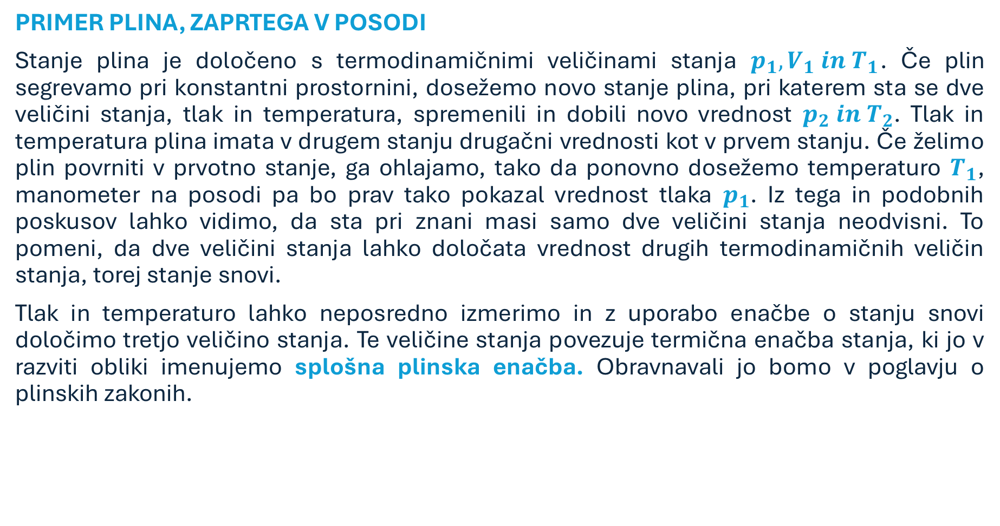 PRIMER PLINA, ZAPRTEGA V POSODI
Stanje plina je določeno s termodinamičnimi veličinami stanja p₁, V₁ in T₁. Če plin
segrevamo pri konstantni prostornini, dosežemo novo stanje plina, pri katerem sta se dve
veličini stanja, tlak in temperatura, spremenili in dobili novo vrednost p₂ in T₂. Tlak in
temperatura plina imata v drugem stanju drugačni vrednosti kot v prvem stanju. Če želimo
plin povrniti v prvotno stanje, ga ohlajamo, tako da ponovno dosežemo temperaturo T₁,
manometer na posodi pa bo prav tako pokazal vrednost tlaka p₁. Iz tega in podobnih
poskusov lahko vidimo, da sta pri znani masi samo dve veličini stanja neodvisni. To
pomeni, da dve veličini stanja lahko določata vrednost drugih termodinamičnih veličin
stanja, torej stanje snovi.
Tlak in temperaturo lahko neposredno izmerimo in z uporabo enačbe o stanju snovi
določimo tretjo veličino stanja. Te veličine stanja povezuje termična enačba stanja, ki jo v
razviti obliki imenujemo splošna plinska enačba. Obravnavali jo bomo v poglavju o
plinskih zakonih.